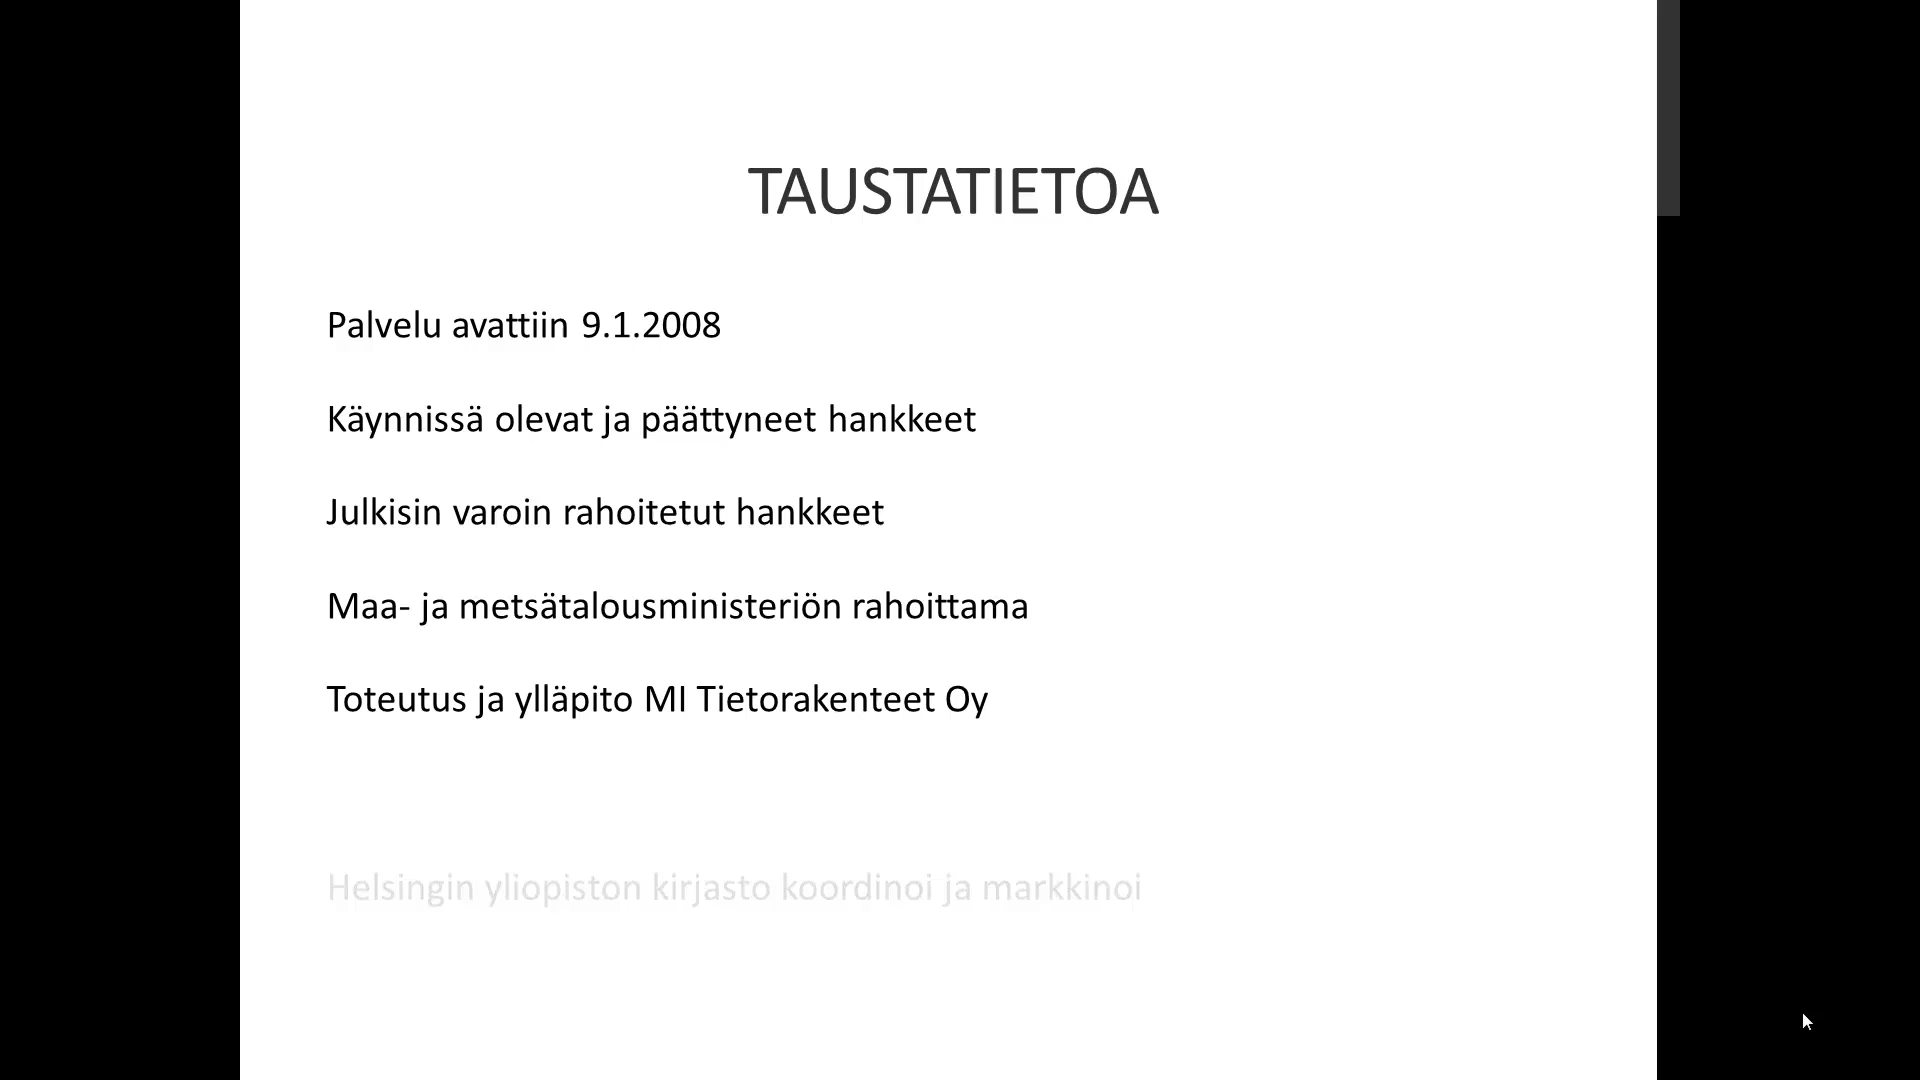 TAUSTATIETOA
Palvelu avattiin 9.1.2008
Käynnissä olevat ja päättyneet hankkeet
Julkisin varoin rahoitetut hankkeet
Maa- ja metsätalousministeriön rahoittama
Toteutus ja ylläpito MI Tietorakenteet Oy
Helsingin yliopiston kirjasto koordinoi ja markkinoi